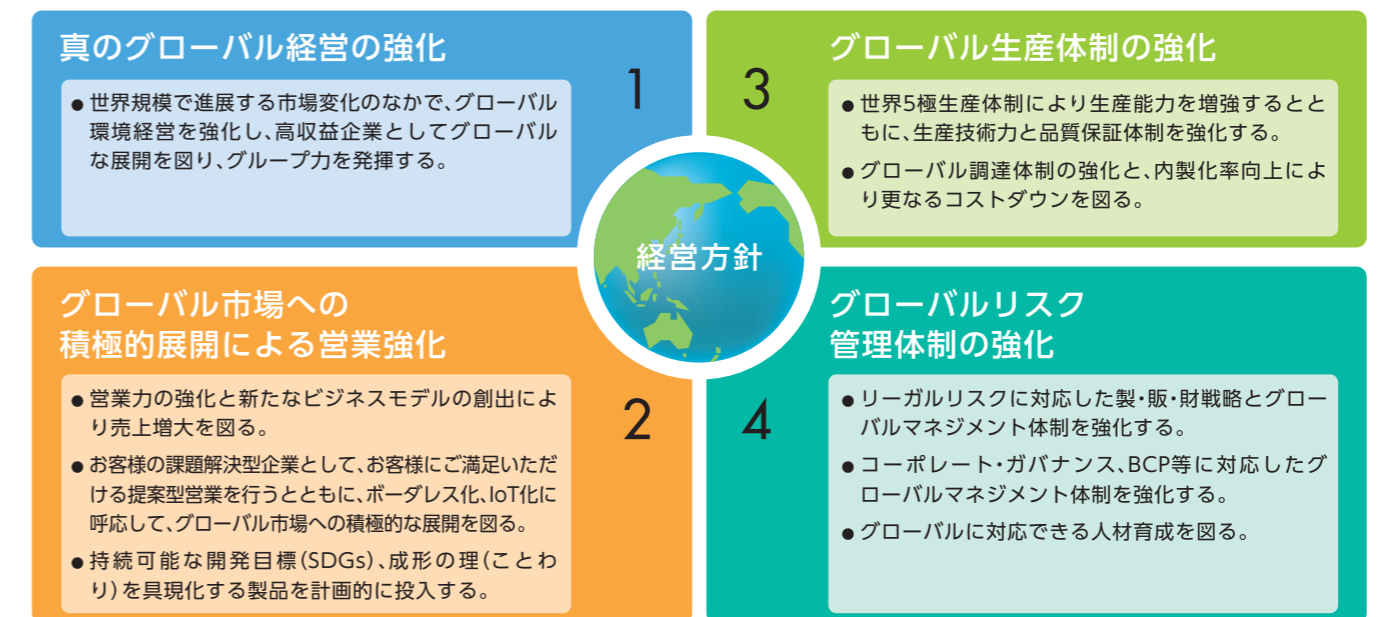 真のグローバル経営の強化
1
● 世界規模で進展する市場変化のなかで、グローバル
環境経営を強化し、高収益企業としてグローバル
な展開を図り、グループ力を発揮する。
グローバル市場への
積極的展開による営業強化
2
● 営業力の強化と新たなビジネスモデルの創出によ
り売上増大を図る。
● お客様の課題解決型企業として、お客様にご満足いただ
ける提案型営業を行うとともに、ボーダレス化、IoT化に
呼応して、グローバル市場への積極的な展開を図る。
● 持続可能な開発目標(SDGs)、成形の理(ことわ
り)を具現化する製品を計画的に投入する。
経営方針
グローバル生産体制の強化
3
● 世界5極生産体制により生産能力を増強するとと
もに、生産技術力と品質保証体制を強化する。
● グローバル調達体制の強化と、内製化率向上によ
り更なるコストダウンを図る。
グローバルリスク
管理体制の強化
4
● リーガルリスクに対応した製・販・財戦略とグロー
バルマネジメント体制を強化する。
● コーポレート・ガバナンス、BCP等に対応したグ
ローバルマネジメント体制を強化する。
● グローバルに対応できる人材育成を図る。